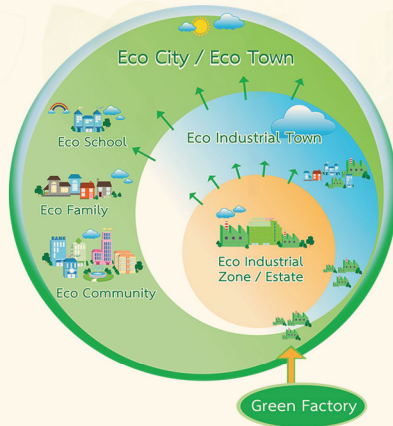 Eco City / Eco Town
Eco School
Eco Industrial Town
Eco Family
Eco Industrial
Zone / Estate
Eco Community
Green Factory